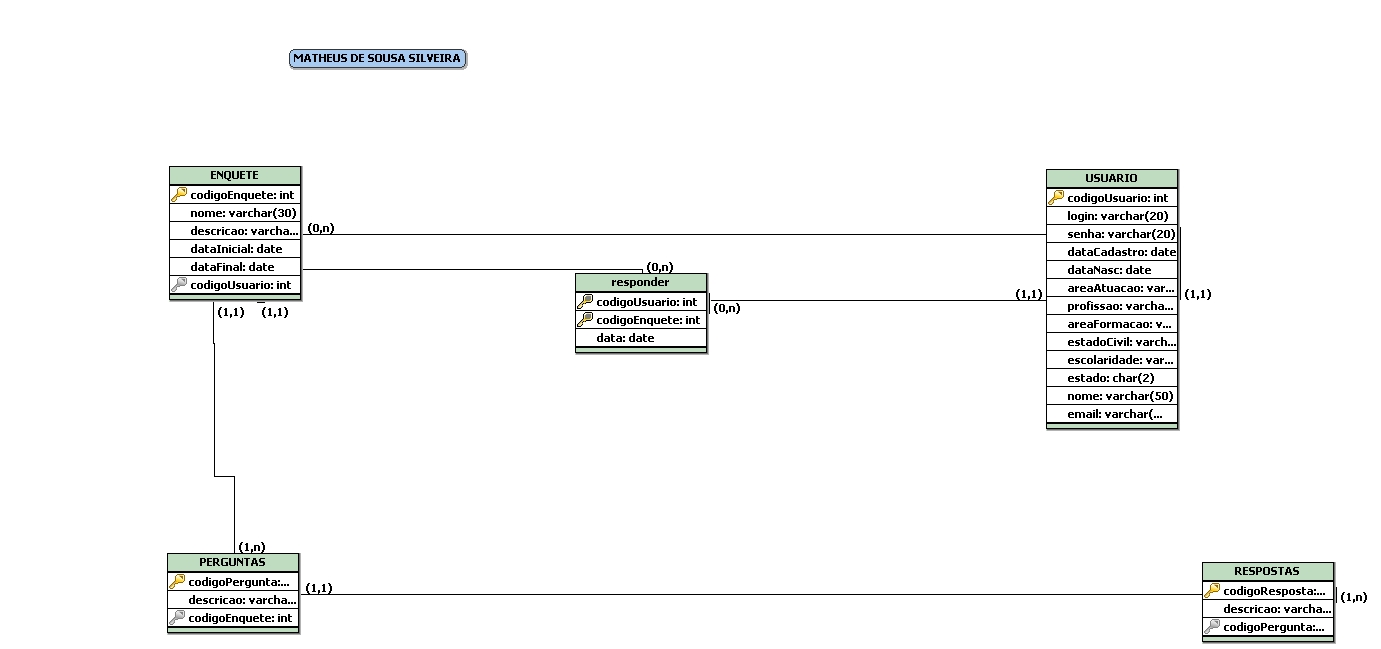 MATHEUS DE SOUSA SILVEIRA
ENQUETE
codigoEnquete: int
nome: varchar(30)
descricao: varcha...
dataInicial: date
dataFinal: date
codigoUsuario: int
(0,n)
(1,1)
(1,1)
responder
codigoUsuario: int
codigoEnquete: int
data: date
(0,n)
(0,n)
USUARIO
codigoUsuario: int
login: varchar(20)
senha: varchar(20)
dataCadastro: date
dataNasc: date
areaAtuacao: var...
profissao: varcha...
areaFormacao: v...
estadoCivil: varch...
escolaridade: var...
estado: char(2)
nome: varchar(50)
email: varchar(...
(1,1)
(1,1)
(1,n)
PERGUNTAS
codigoPergunta:...
descricao: varcha...
codigoEnquete: int
(1,1)
RESPOSTAS
codigoResposta:...
descricao: varcha...
codigoPergunta:...
(1,n)